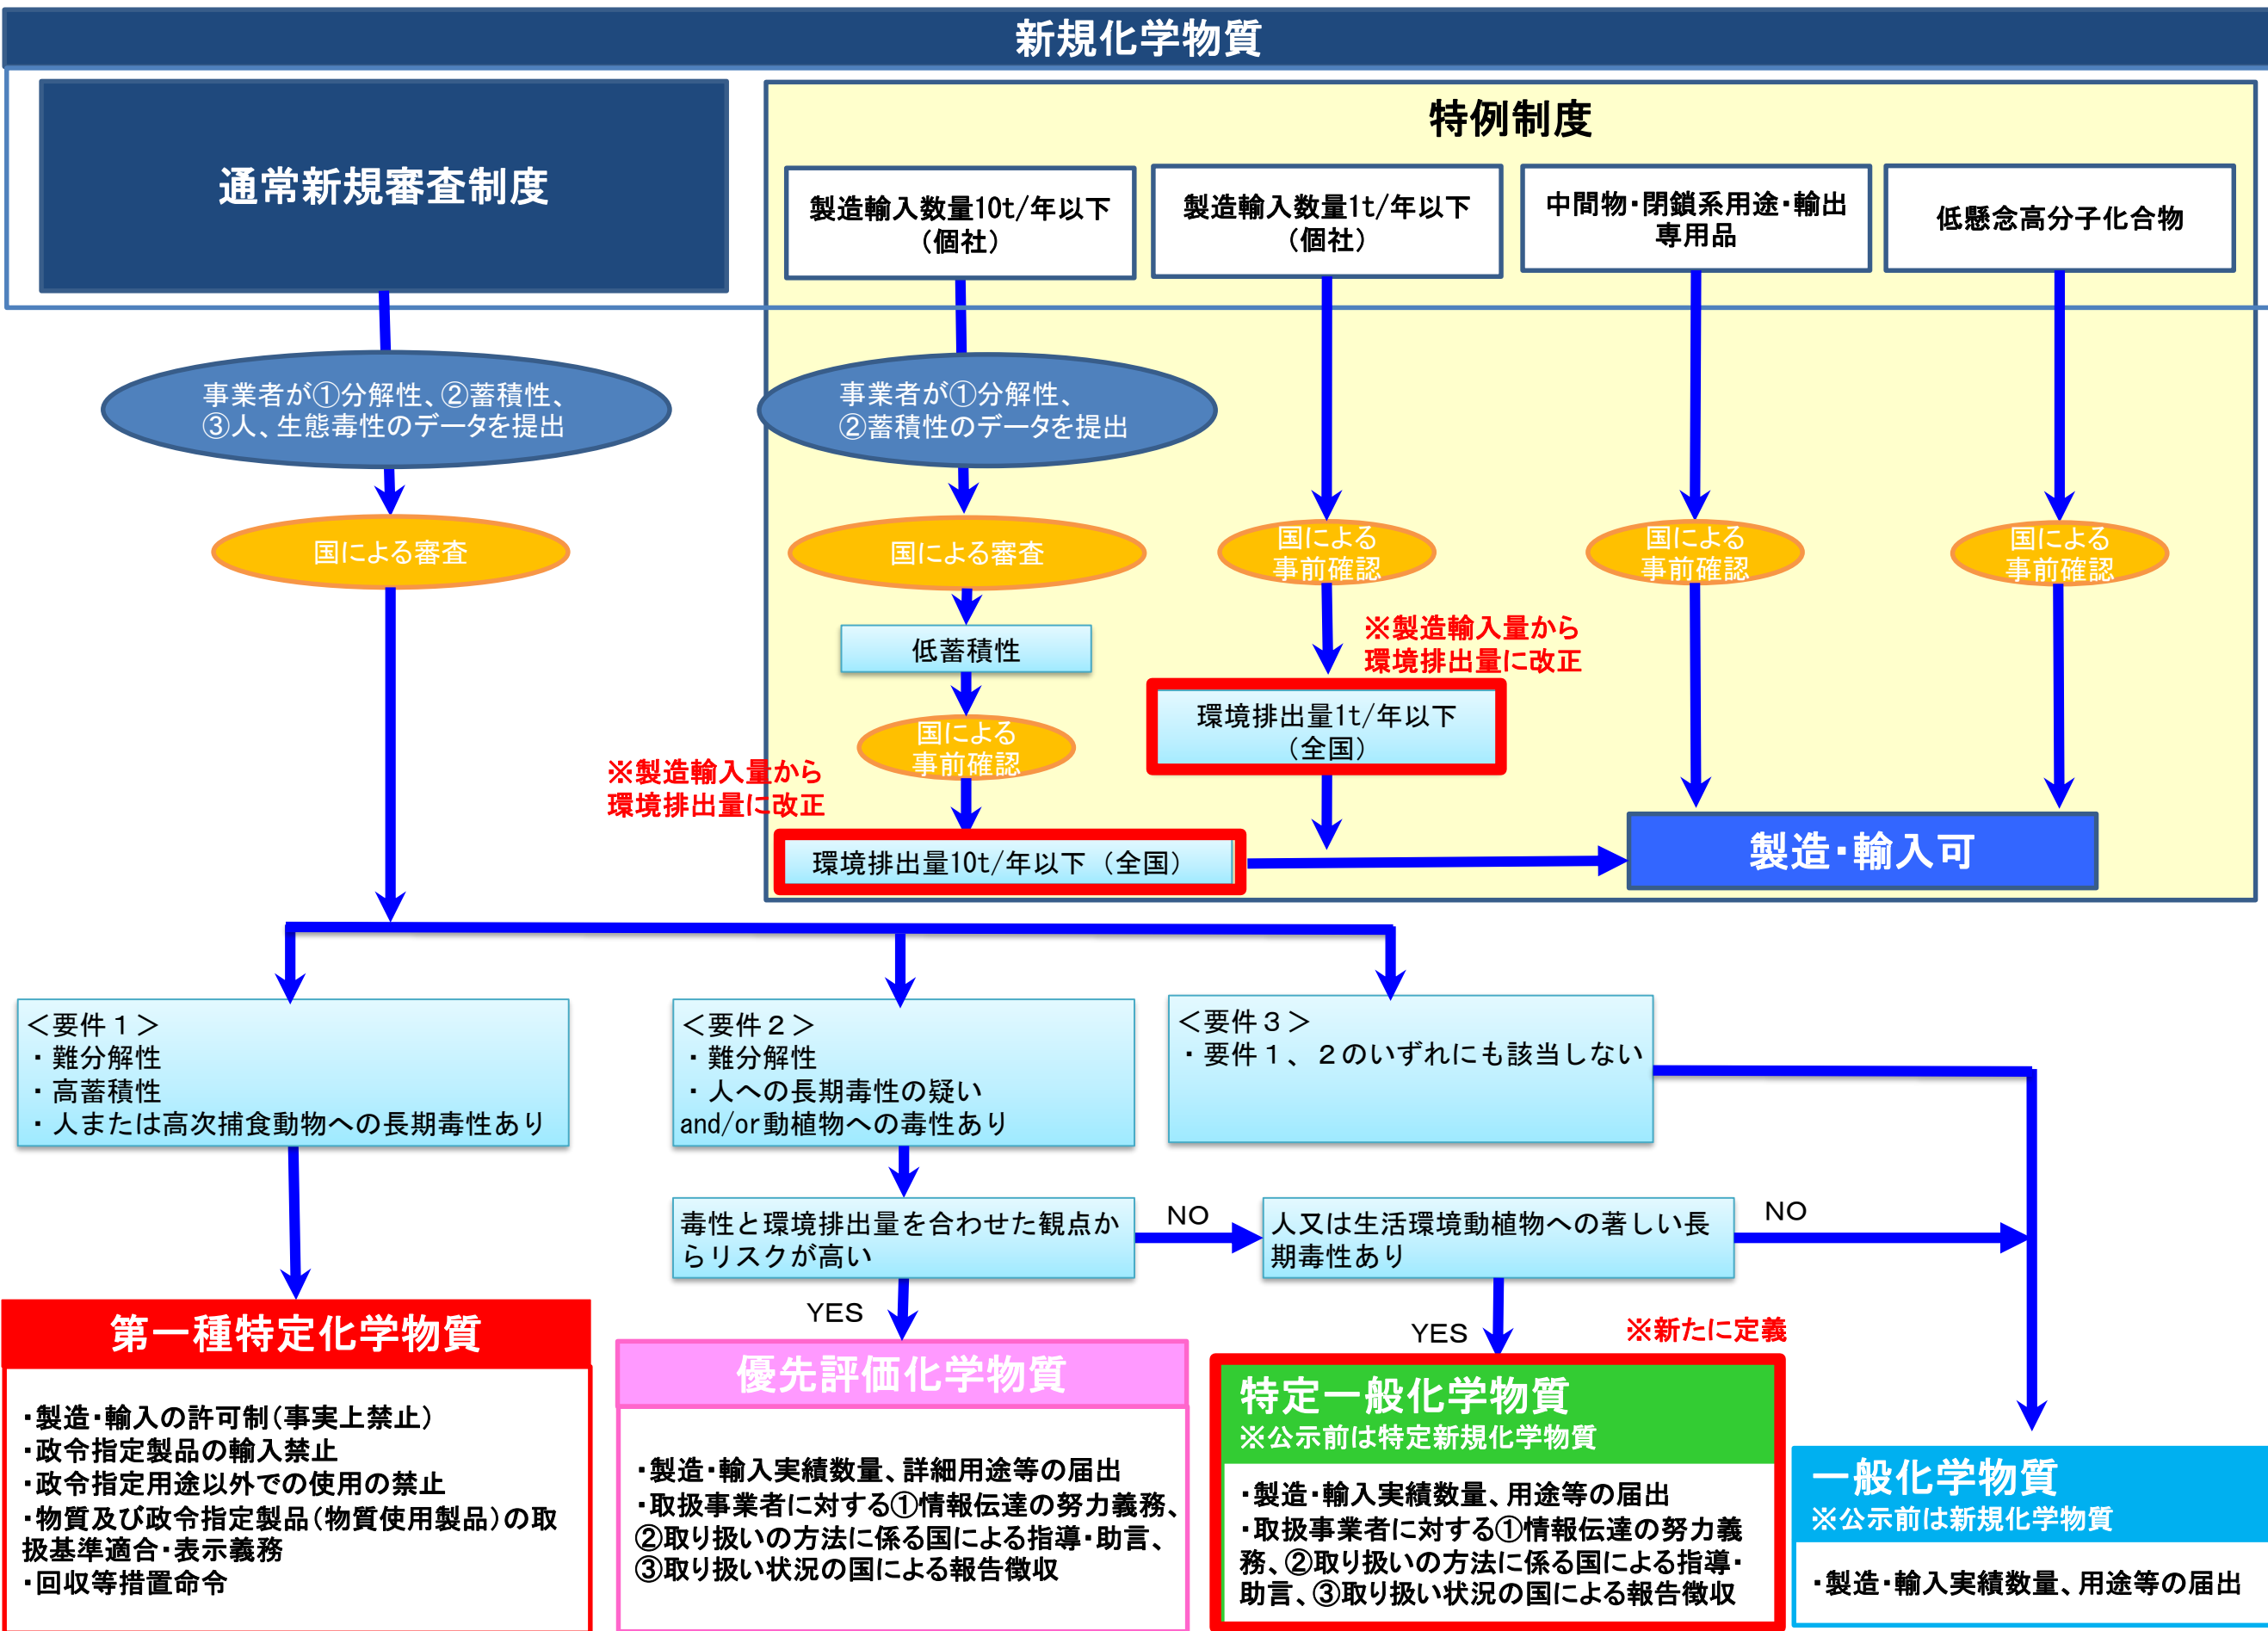 新規化学物質
通常新規審査制度
特例制度
製造輸入数量10t/年以下
（個社）
製造輸入数量1t/年以下
（個社）
中間物・閉鎖系用途・輸出
専用品
低懸念高分子化合物
事業者が①分解性、②蓄積性、
③人、生態毒性のデータを提出
事業者が①分解性、
②蓄積性のデータを提出
国による審査
国による審査
国による
事前確認
国による
事前確認
国による
事前確認
低蓄積性
※製造輸入量から
環境排出量に改正
環境排出量1t/年以下
（全国）
国による
事前確認
※製造輸入量から
環境排出量に改正
環境排出量10t/年以下（全国）
製造・輸入可
＜要件１＞
・難分解性
・高蓄積性
・人または高次捕食動物への長期毒性あり
＜要件２＞
・難分解性
・人への長期毒性の疑い
and/or動植物への毒性あり
＜要件３＞
・要件１、２のいずれにも該当しない
毒性と環境排出量を合わせた観点か
らリスクが高い
NO
人又は生活環境動植物への著しい長
期毒性あり
NO
YES
YES
※新たに定義
第一種特定化学物質
・製造・輸入の許可制（事実上禁止）
・政令指定製品の輸入禁止
・政令指定用途以外での使用の禁止
・物質及び政令指定製品（物質使用製品）の取
扱基準適合・表示義務
・回収等措置命令
優先評価化学物質
・製造・輸入実績数量、詳細用途等の届出
・取扱事業者に対する①情報伝達の努力義務、
②取り扱いの方法に係る国による指導・助言、
③取り扱い状況の国による報告徴収
特定一般化学物質
※公示前は特定新規化学物質
・製造・輸入実績数量、用途等の届出
・取扱事業者に対する①情報伝達の努力義
務、②取り扱いの方法に係る国による指導・
助言、③取り扱い状況の国による報告徴収
一般化学物質
※公示前は新規化学物質
・製造・輸入実績数量、用途等の届出